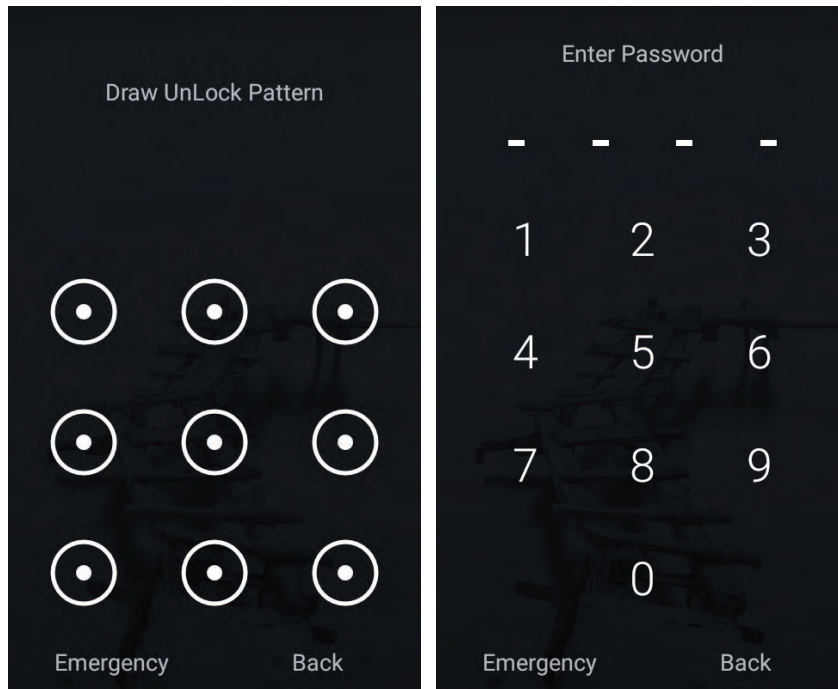 Draw UnLock Pattern
Emergency Back
Enter Password
- - - -
1 2 3
4 5 6
7 8 9
0
Emergency Back